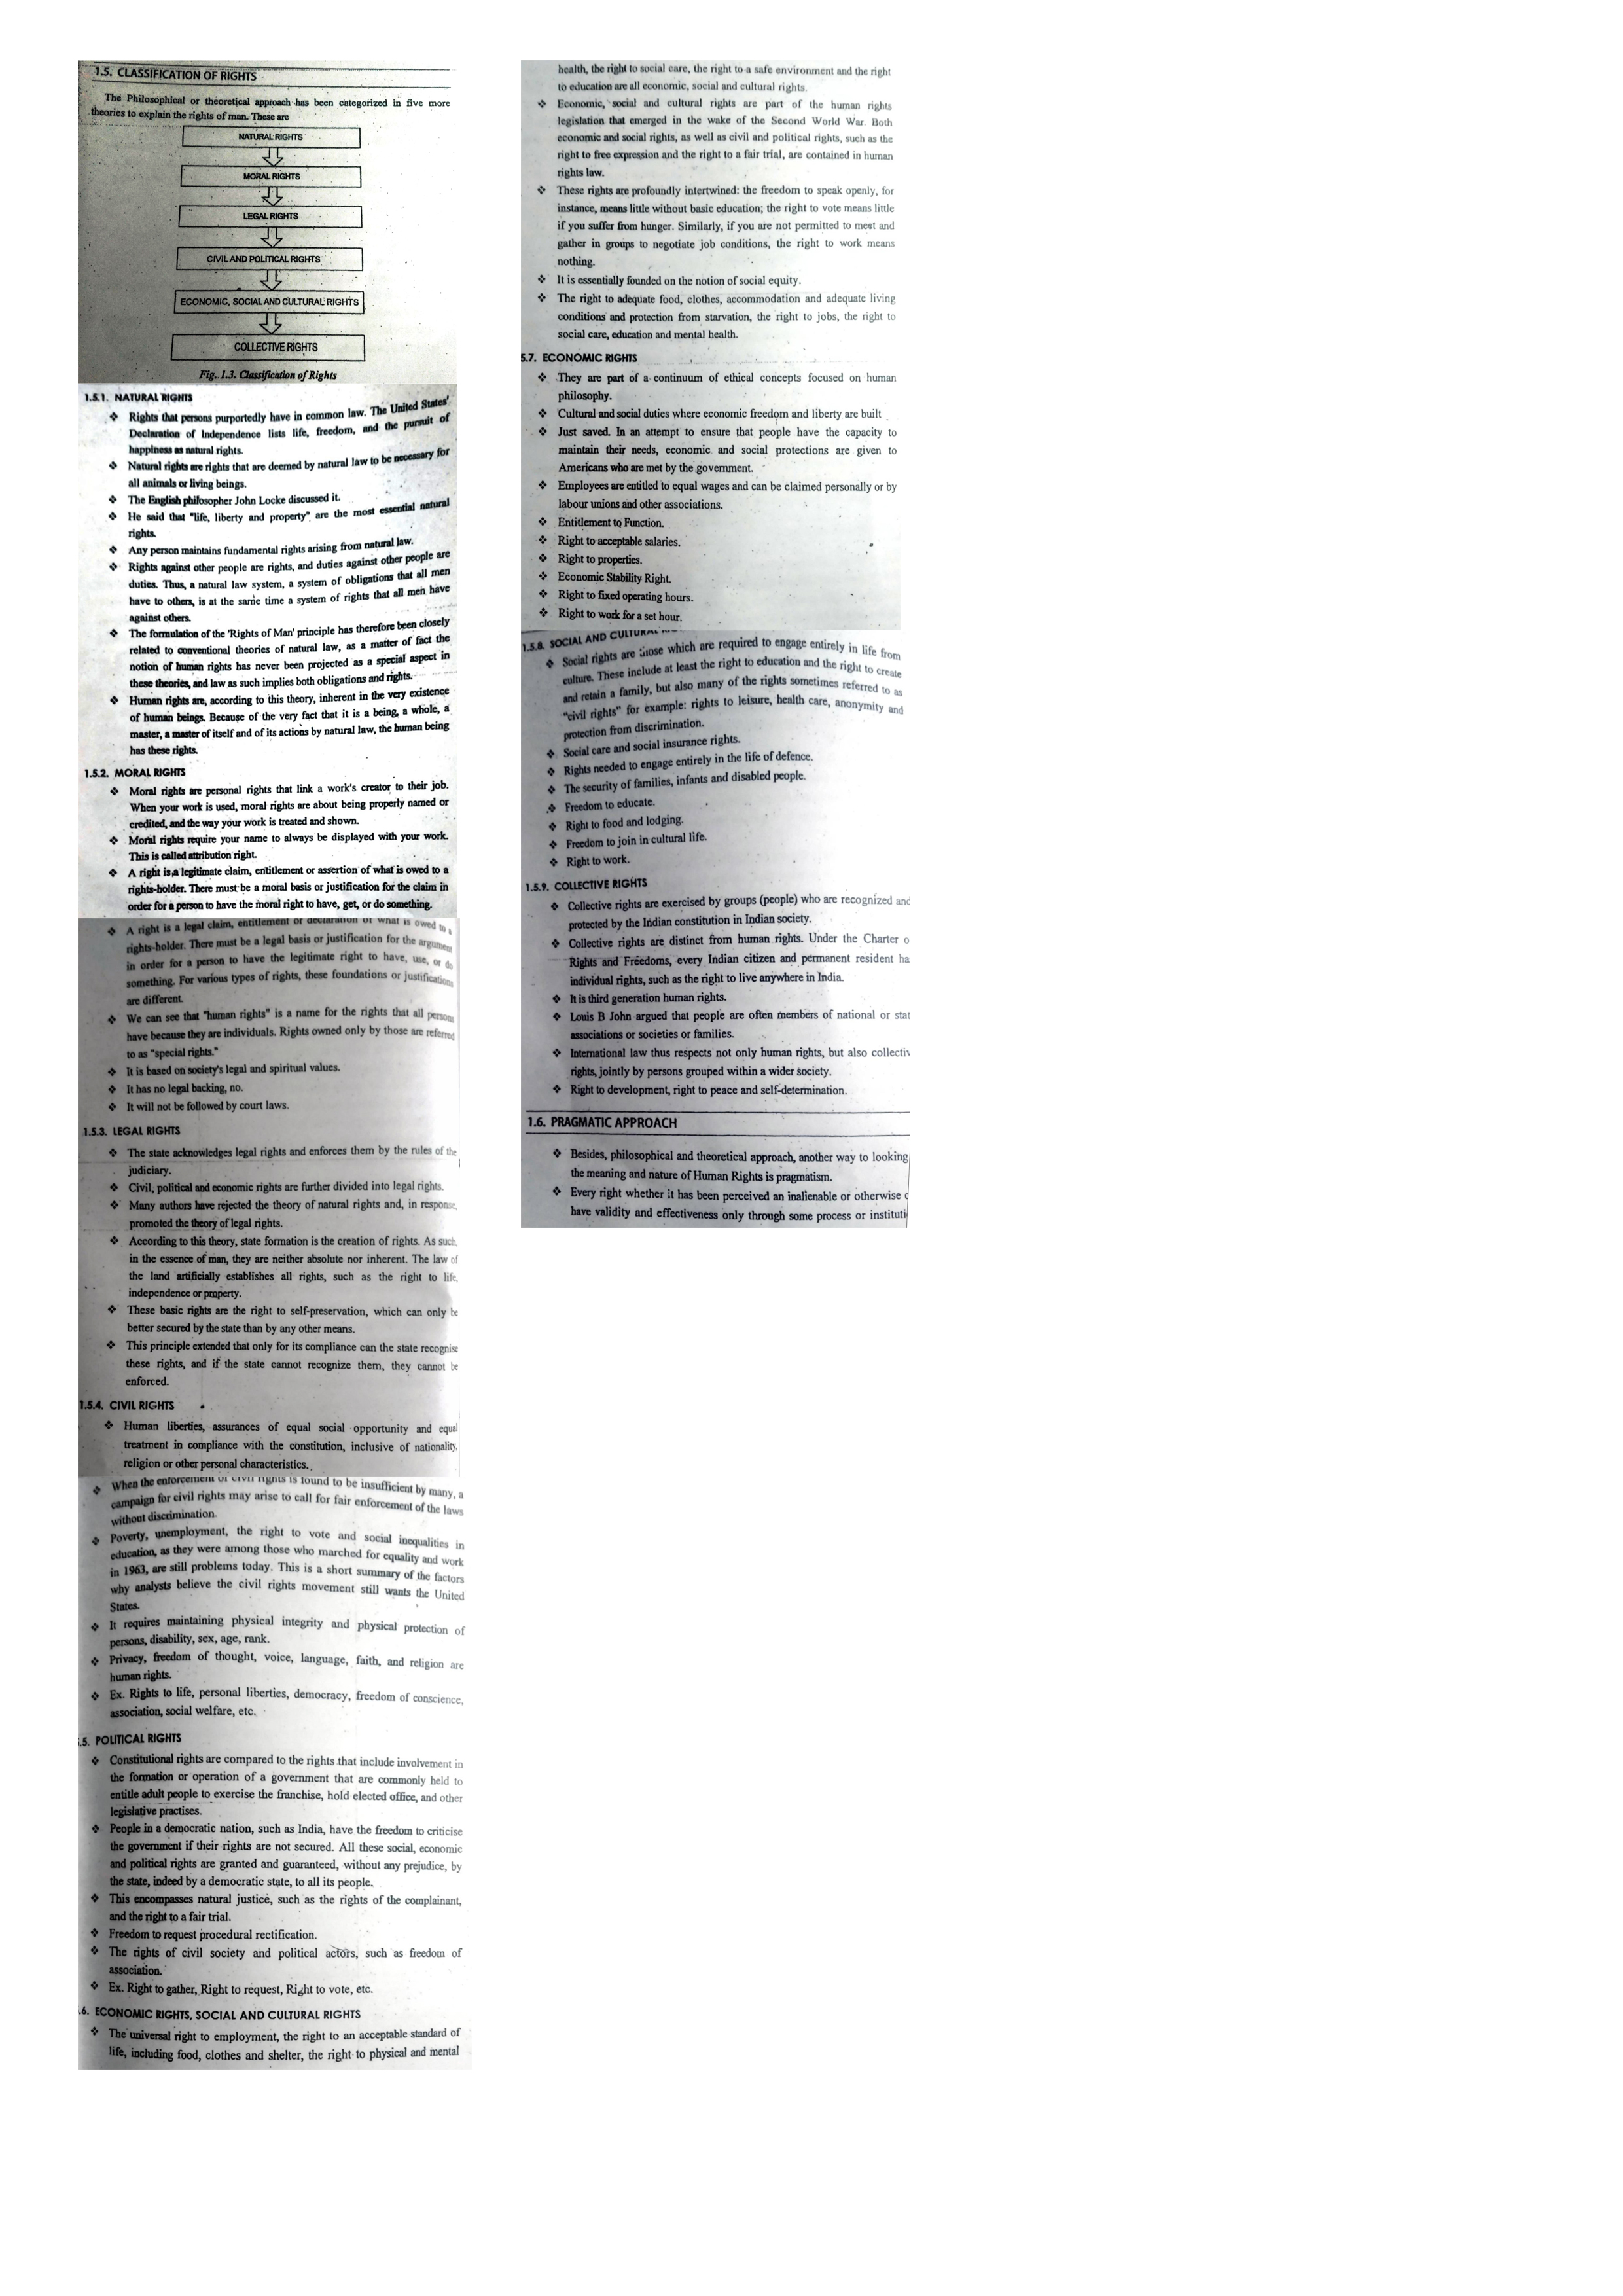 1.5. CLASSIFICATION OF RIGHTS
The Philosophical or theoretical approach has been categorized in five more
theories to explain the rights of man. These are
NATURAL RIGHTS
MORAL RIGHTS
LEGAL RIGHTS
CIVIL AND POLITICAL RIGHTS
ECONOMIC, SOCIAL AND CULTURAL RIGHTS
COLLECTIVE RIGHTS
Fig. 1.3. Classification of Rights
1.5.1. NATURAL RIGHTS
❖ Rights that persons purportedly have in common law. The United States'
Declaration of Independence lists life, freedom, and the pursuit of
happiness as natural rights.
❖ Natural rights are rights that are deemed by natural law to be necessary for
all animals or living beings.
❖ The English philosopher John Locke discussed it.
❖ He said that "life, liberty and property" are the most essential natural
rights.
❖ Any person maintains fundamental rights arising from natural law.
❖ Rights against other people are rights, and duties against other people are
duties. Thus, a natural law system, a system of obligations that all men
have to others, is at the same time a system of rights that all men have
against others.
❖ The formulation of the 'Rights of Man' principle has therefore been closely
related to conventional theories of natural law, as a matter of fact the
notion of human rights has never been projected as a special aspect in
these theories, and law as such implies both obligations and rights.
❖ Human rights are, according to this theory, inherent in the very existence
of human beings. Because of the very fact that it is a being, a whole, a
master, a master of itself and of its actions by natural law, the human being
has these rights.
1.5.2. MORAL RIGHTS
❖ Moral rights are personal rights that link a work's creator to their job.
When your work is used, moral rights are about being properly named or
credited, and the way your work is treated and shown.
❖ Moral rights require your name to always be displayed with your work.
This is called attribution right.
❖ A right is a legitimate claim, entitlement or assertion of what is owed to a
rights-holder. There must be a moral basis or justification for the claim in
order for a person to have the moral right to have, get, or do something.
❖ A right is a legal claim, entitlement or declaration of what is owed to a
rights-holder. There must be a legal basis or justification for the argument
in order for a person to have the legitimate right to have, use, or do
something. For various types of rights, these foundations or justifications
are different.
❖ We can see that "human rights" is a name for the rights that all persons
have because they are individuals. Rights owned only by those are referred
to as "special rights."
❖ It is based on society's legal and spiritual values.
❖ It has no legal backing, no.
❖ It will not be followed by court laws.
1.5.3. LEGAL RIGHTS
❖ The state acknowledges legal rights and enforces them by the rules of the
judiciary.
❖ Civil, political and economic rights are further divided into legal rights.
❖ Many authors have rejected the theory of natural rights and, in response,
promoted the theory of legal rights.
❖ According to this theory, state formation is the creation of rights. As such,
in the essence of man, they are neither absolute nor inherent. The law of
the land artificially establishes all rights, such as the right to life,
independence or property.
❖ These basic rights are the right to self-preservation, which can only be
better secured by the state than by any other means.
❖ This principle extended that only for its compliance can the state recognise
these rights, and if the state cannot recognize them, they cannot be
enforced.
1.5.4. CIVIL RIGHTS
❖ Human liberties, assurances of equal social opportunity and equal
treatment in compliance with the constitution, inclusive of nationality,
religion or other personal characteristics.
❖ When the enforcement of civil rights is found to be insufficient by many, a
campaign for civil rights may arise to call for fair enforcement of the laws
without discrimination.
❖ Poverty, unemployment, the right to vote and social inequalities in
education, as they were among those who marched for equality and work
in 1963, are still problems today. This is a short summary of the factors
why analysts believe the civil rights movement still wants the United
States.
❖ It requires maintaining physical integrity and physical protection of
persons, disability, sex, age, rank.
❖ Privacy, freedom of thought, voice, language, faith, and religion are
human rights.
❖ Ex. Rights to life, personal liberties, democracy, freedom of conscience,
association, social welfare, etc.
.5. POLITICAL RIGHTS
❖ Constitutional rights are compared to the rights that include involvement in
the formation or operation of a government that are commonly held to
entitle adult people to exercise the franchise, hold elected office, and other
legislative practises.
❖ People in a democratic nation, such as India, have the freedom to criticise
the government if their rights are not secured. All these social, economic
and political rights are granted and guaranteed, without any prejudice, by
the state, indeed by a democratic state, to all its people.
❖ This encompasses natural justice, such as the rights of the complainant,
and the right to a fair trial.
❖ Freedom to request procedural rectification.
❖ The rights of civil society and political actors, such as freedom of
association.
❖ Ex. Right to gather, Right to request, Right to vote, etc.
.6. ECONOMIC RIGHTS, SOCIAL AND CULTURAL RIGHTS
❖ The universal right to employment, the right to an acceptable standard of
life, including food, clothes and shelter, the right to physical and mental
health, the right to social care, the right to a safe environment and the right
to education are all economic, social and cultural rights.
❖ Economic, social and cultural rights are part of the human rights
legislation that emerged in the wake of the Second World War. Both
economic and social rights, as well as civil and political rights, such as the
right to free expression and the right to a fair trial, are contained in human
rights law.
❖ These rights are profoundly intertwined: the freedom to speak openly, for
instance, means little without basic education; the right to vote means little
if you suffer from hunger. Similarly, if you are not permitted to meet and
gather in groups to negotiate job conditions, the right to work means
nothing.
❖ It is essentially founded on the notion of social equity.
❖ The right to adequate food, clothes, accommodation and adequate living
conditions and protection from starvation, the right to jobs, the right to
social care, education and mental health.
5.7. ECONOMIC RIGHTS
❖ They are part of a continuum of ethical concepts focused on human
philosophy.
❖ Cultural and social duties where economic freedom and liberty are built
❖ Just saved. In an attempt to ensure that people have the capacity to
maintain their needs, economic and social protections are given to
Americans who are met by the government.
❖ Employees are entitled to equal wages and can be claimed personally or by
labour unions and other associations.
❖ Entitlement to Function.
❖ Right to acceptable salaries.
❖ Right to properties.
❖ Economic Stability Right.
❖ Right to fixed operating hours.
❖ Right to work for a set hour.
1.5.8. SOCIAL AND CULTURAL
❖ Social rights are those which are required to engage entirely in life from
culture. These include at least the right to education and the right to create
and retain a family, but also many of the rights sometimes referred to as
"civil rights" for example: rights to leisure, health care, anonymity and
protection from discrimination.
❖ Social care and social insurance rights.
❖ Rights needed to engage entirely in the life of defence.
❖ The security of families, infants and disabled people.
❖ Freedom to educate.
❖ Right to food and lodging.
❖ Freedom to join in cultural life.
❖ Right to work.
1.5.9. COLLECTIVE RIGHTS
❖ Collective rights are exercised by groups (people) who are recognized and
protected by the Indian constitution in Indian society.
❖ Collective rights are distinct from human rights. Under the Charter o
Rights and Freedoms, every Indian citizen and permanent resident ha
individual rights, such as the right to live anywhere in India.
❖ It is third generation human rights.
❖ Louis B John argued that people are often members of national or stat
associations or societies or families.
❖ International law thus respects not only human rights, but also collectiv
rights, jointly by persons grouped within a wider society.
❖ Right to development, right to peace and self-determination.
1.6. PRAGMATIC APPROACH
❖ Besides, philosophical and theoretical approach, another way to looking
the meaning and nature of Human Rights is pragmatism.
❖ Every right whether it has been perceived an inalienable or otherwise
have validity and effectiveness only through some process or instituti